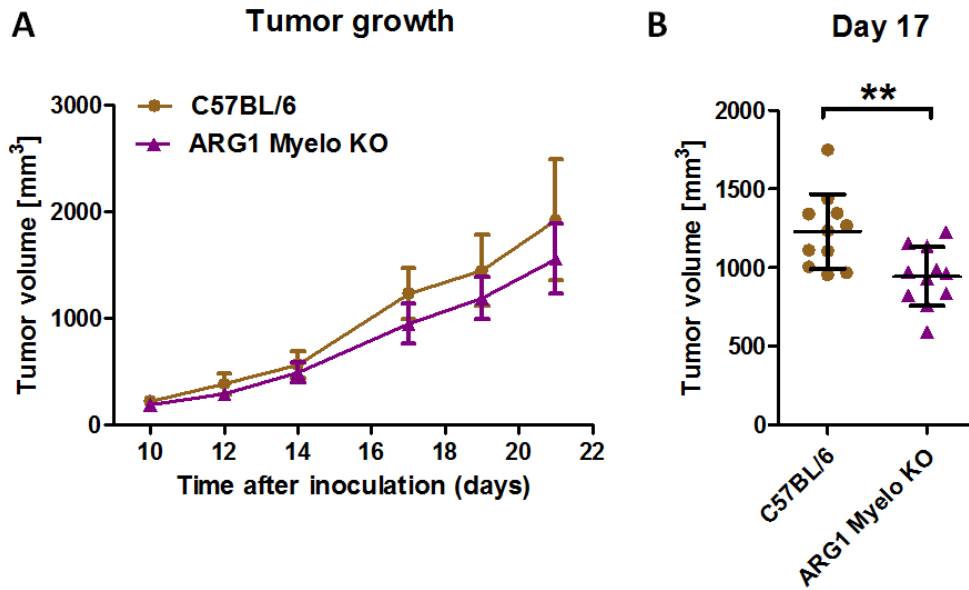 A
Tumor growth
C57BL/6
ARG1 Myelo KO
3000
2000
1000
0
Tumor volume [mm³]
10 12 14 16 18 20 22
Time after inoculation (days)
B
Day 17
**
2000
1500
1000
500
0
Tumor volume [mm³]
C57BL/6
ARG1 Myelo KO